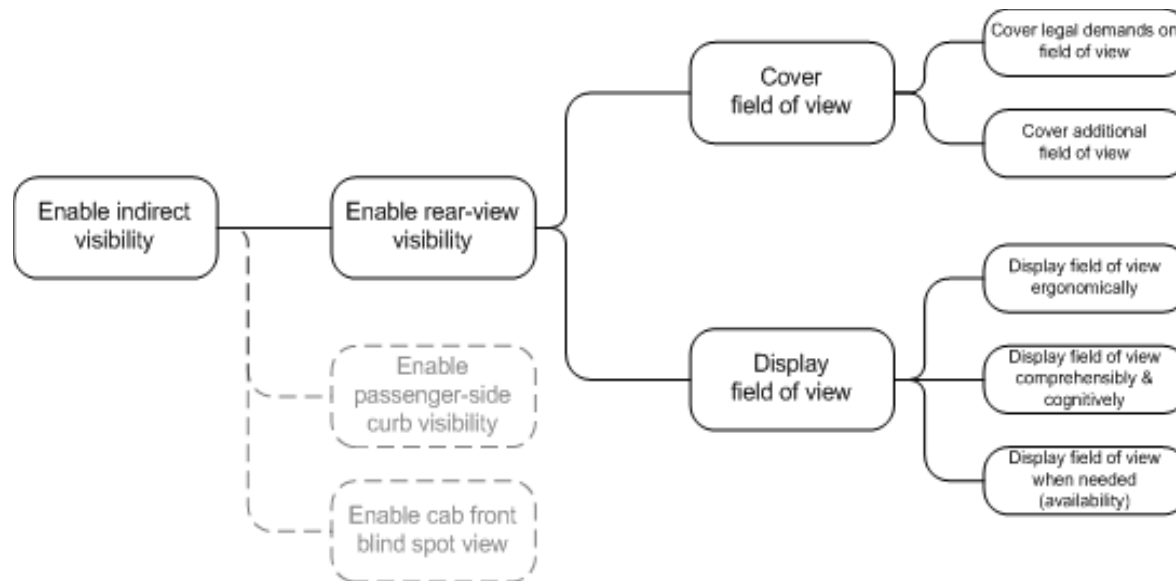 Enable indirect
visibility
Enable rear-view
visibility
Enable
passenger-side
curb visibility
Enable cab front
blind spot view
Cover
field of view
Display
field of view
Cover legal demands on
field of view
Cover additional
field of view
Display field of view
ergonomically
Display field of view
comprehensibly &
cognitively
Display field of view
when needed
(availability)